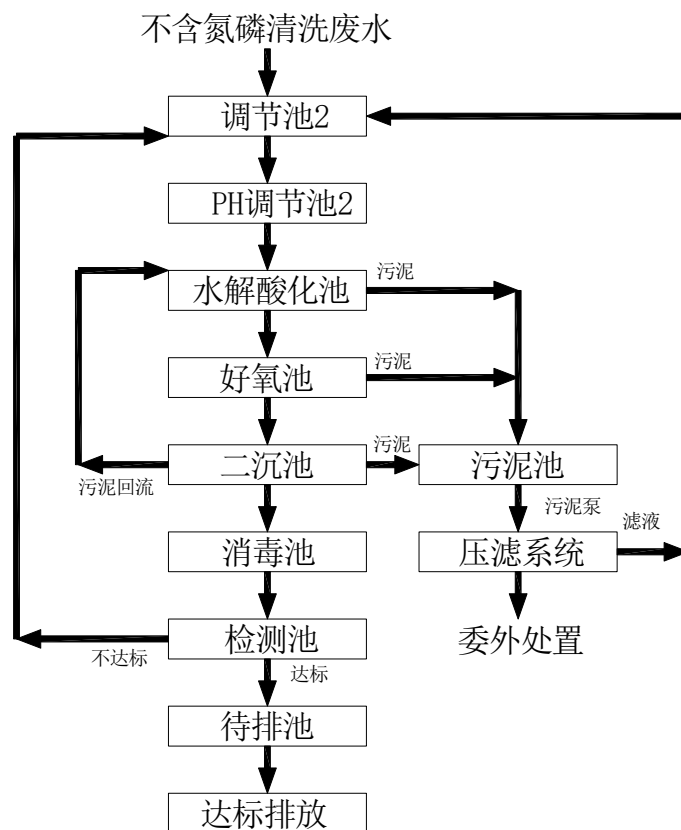 不含氮磷清洗废水
调节池2
PH调节池2
水解酸化池
污泥
好氧池
污泥
二沉池
污泥
污泥池
污泥回流
污泥泵
滤液
消毒池
压滤系统
检测池
委外处置
不达标
达标
待排池
达标排放